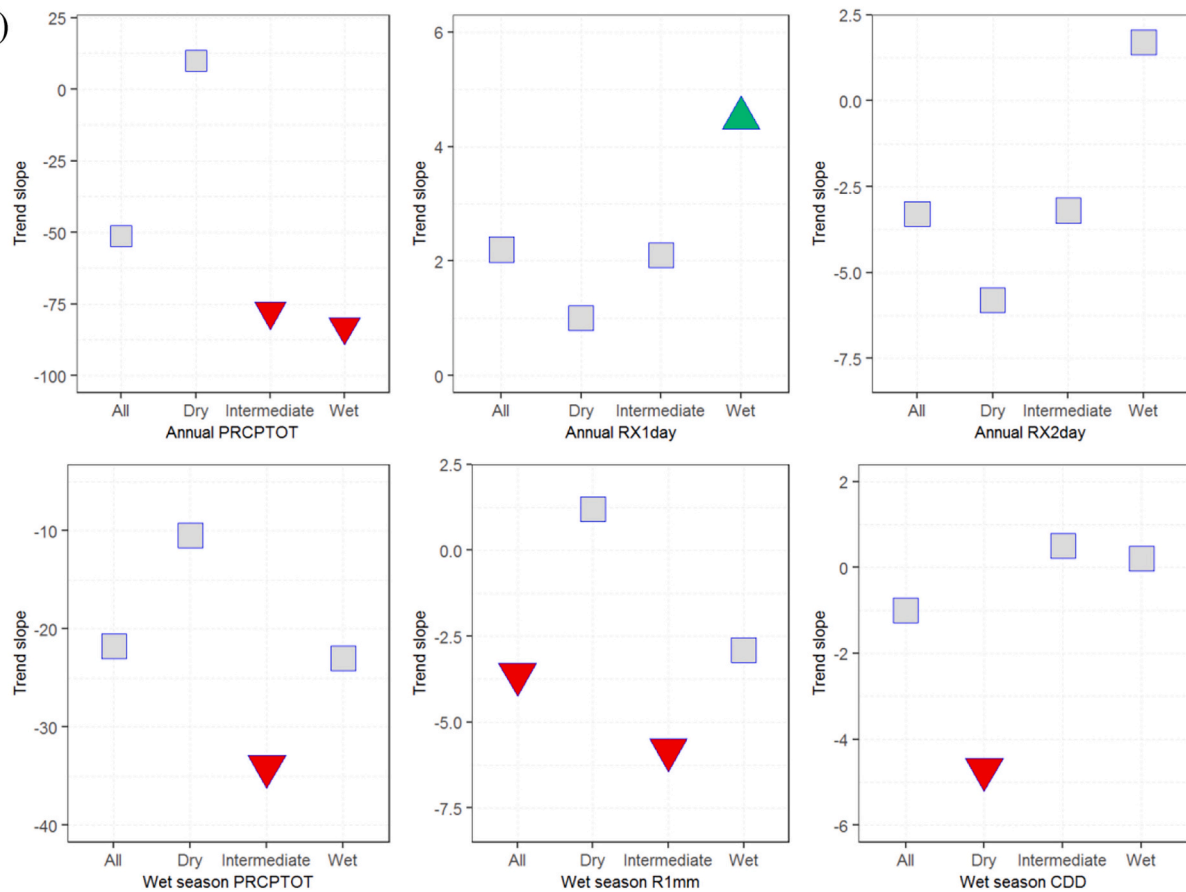 )
25
0
-25
-50
-75
-100
Trend slope
All Dry Intermediate Wet
Annual PRCPTOT
6
4
2
0
Trend slope
All Dry Intermediate Wet
Annual RX1day
2.5
0.0
-2.5
-5.0
-7.5
Trend slope
All Dry Intermediate Wet
Annual RX2day
-10
-20
-30
-40
Trend slope
All Dry Intermediate Wet
Wet season PRCPTOT
2.5
0.0
-2.5
-5.0
-7.5
Trend slope
All Dry Intermediate Wet
Wet season R1mm
2
0
-2
-4
-6
Trend slope
All Dry Intermediate Wet
Wet season CDD